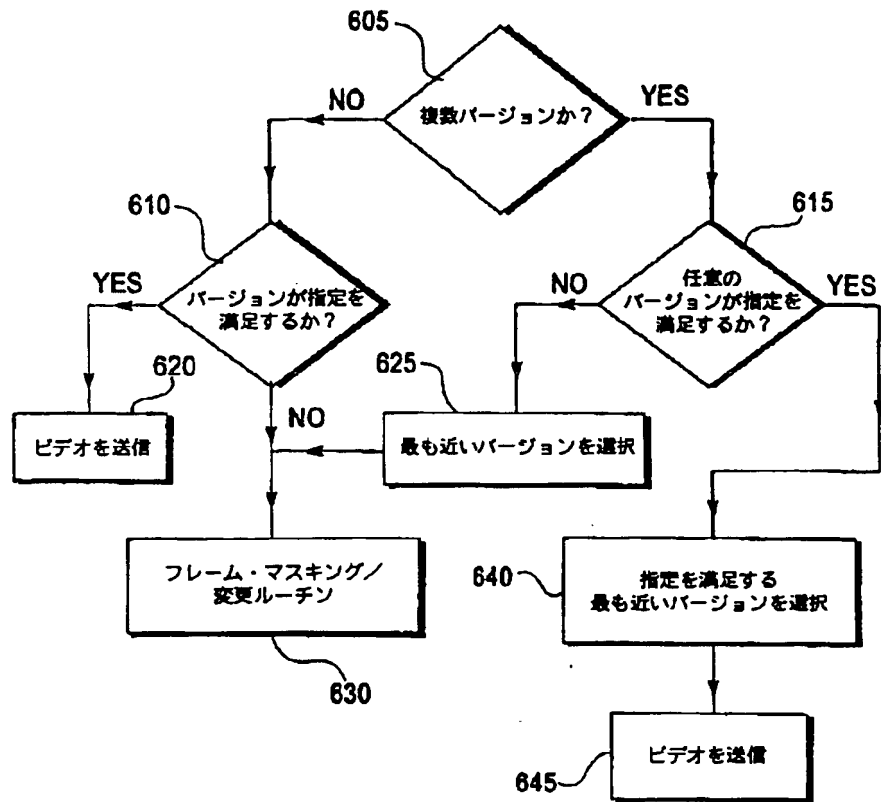 605
複数バージョンか？
NO
YES
610
615
バージョンが指定を
満足するか？
YES
任意の
バージョンが指定を
満足するか？
NO
YES
620
ビデオを送信
NO
625
最も近いバージョンを選択
フレーム・マスキング／
変更ルーチン
630
640
指定を満足する
最も近いバージョンを選択
645
ビデオを送信